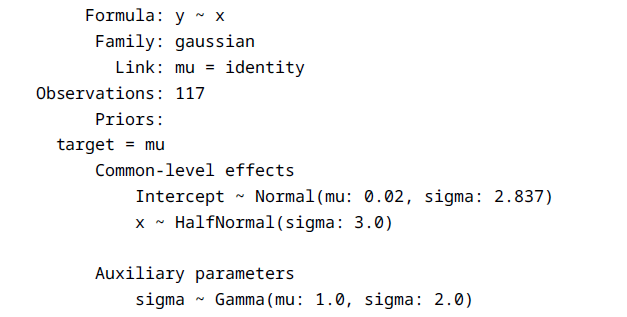 Formula: y ~ x
Family: gaussian
Link: mu = identity
Observations: 117
Priors:
target = mu
Common-level effects
Intercept ~ Normal(mu: 0.02, sigma: 2.837)
x ~ HalfNormal(sigma: 3.0)
Auxiliary parameters
sigma ~ Gamma(mu: 1.0, sigma: 2.0)